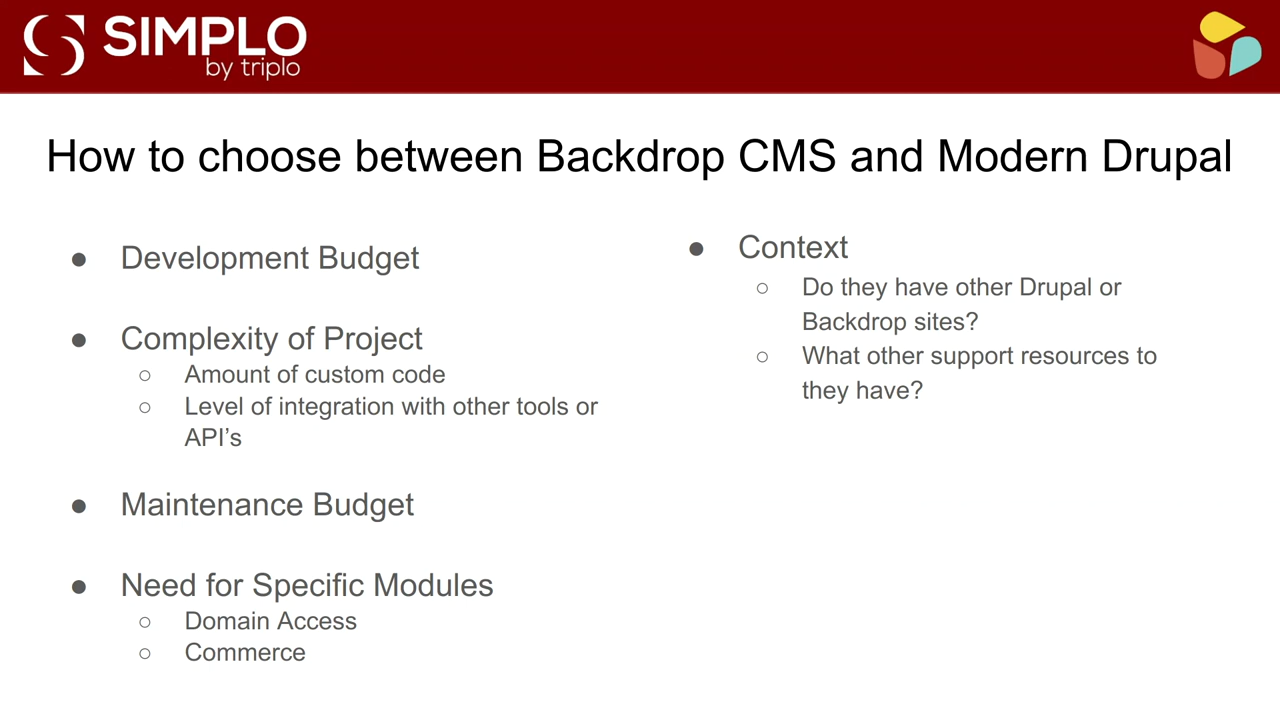 SIMPLO
by triplo
How to choose between Backdrop CMS and Modern Drupal
● Development Budget
● Complexity of Project
○ Amount of custom code
○ Level of integration with other tools or
API’s
● Maintenance Budget
● Need for Specific Modules
○ Domain Access
○ Commerce
● Context
○ Do they have other Drupal or
Backdrop sites?
○ What other support resources to
they have?